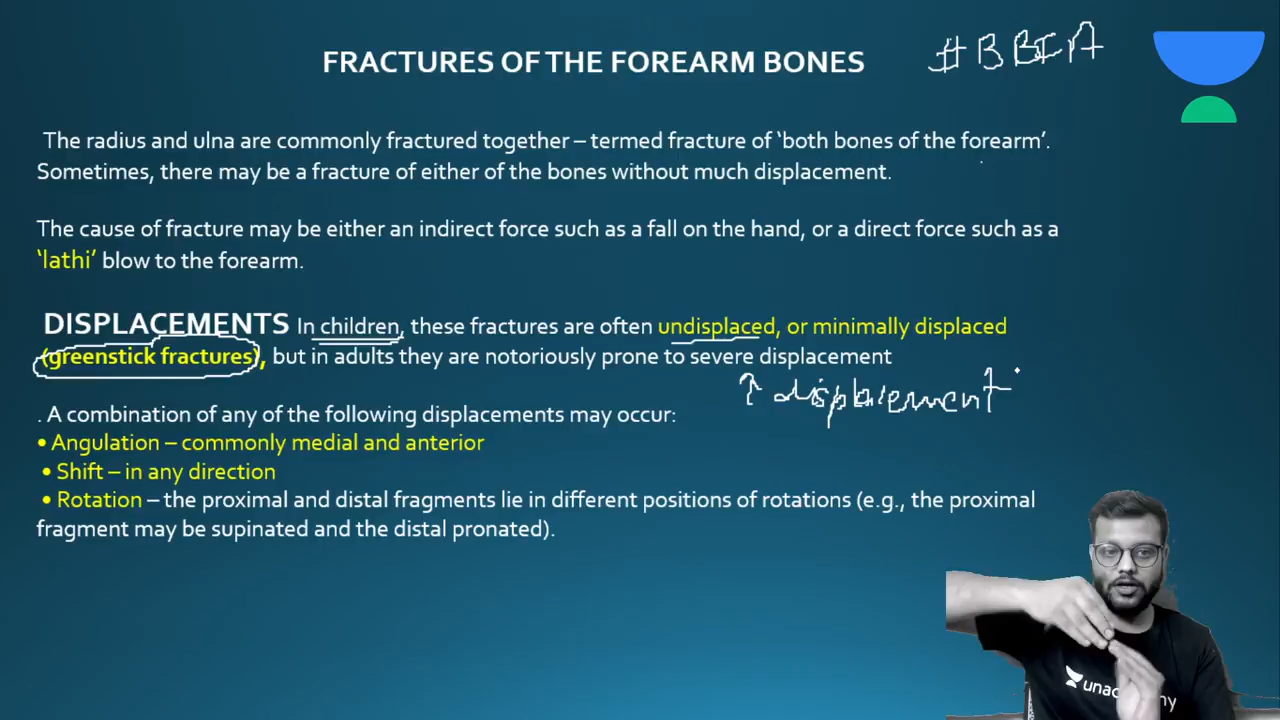 FRACTURES OF THE FOREARM BONES
#BBFA
The radius and ulna are commonly fractured together – termed fracture of ‘both bones of the forearm’.
Sometimes, there may be a fracture of either of the bones without much displacement.
The cause of fracture may be either an indirect force such as a fall on the hand, or a direct force such as a
‘lathi’ blow to the forearm.
DISPLACEMENTS In children, these fractures are often undisplaced, or minimally displaced
(greenstick fractures), but in adults they are notoriously prone to severe displacement
↑ displacement
. A combination of any of the following displacements may occur:
• Angulation – commonly medial and anterior
• Shift – in any direction
• Rotation – the proximal and distal fragments lie in different positions of rotations (e.g., the proximal
fragment may be supinated and the distal pronated).